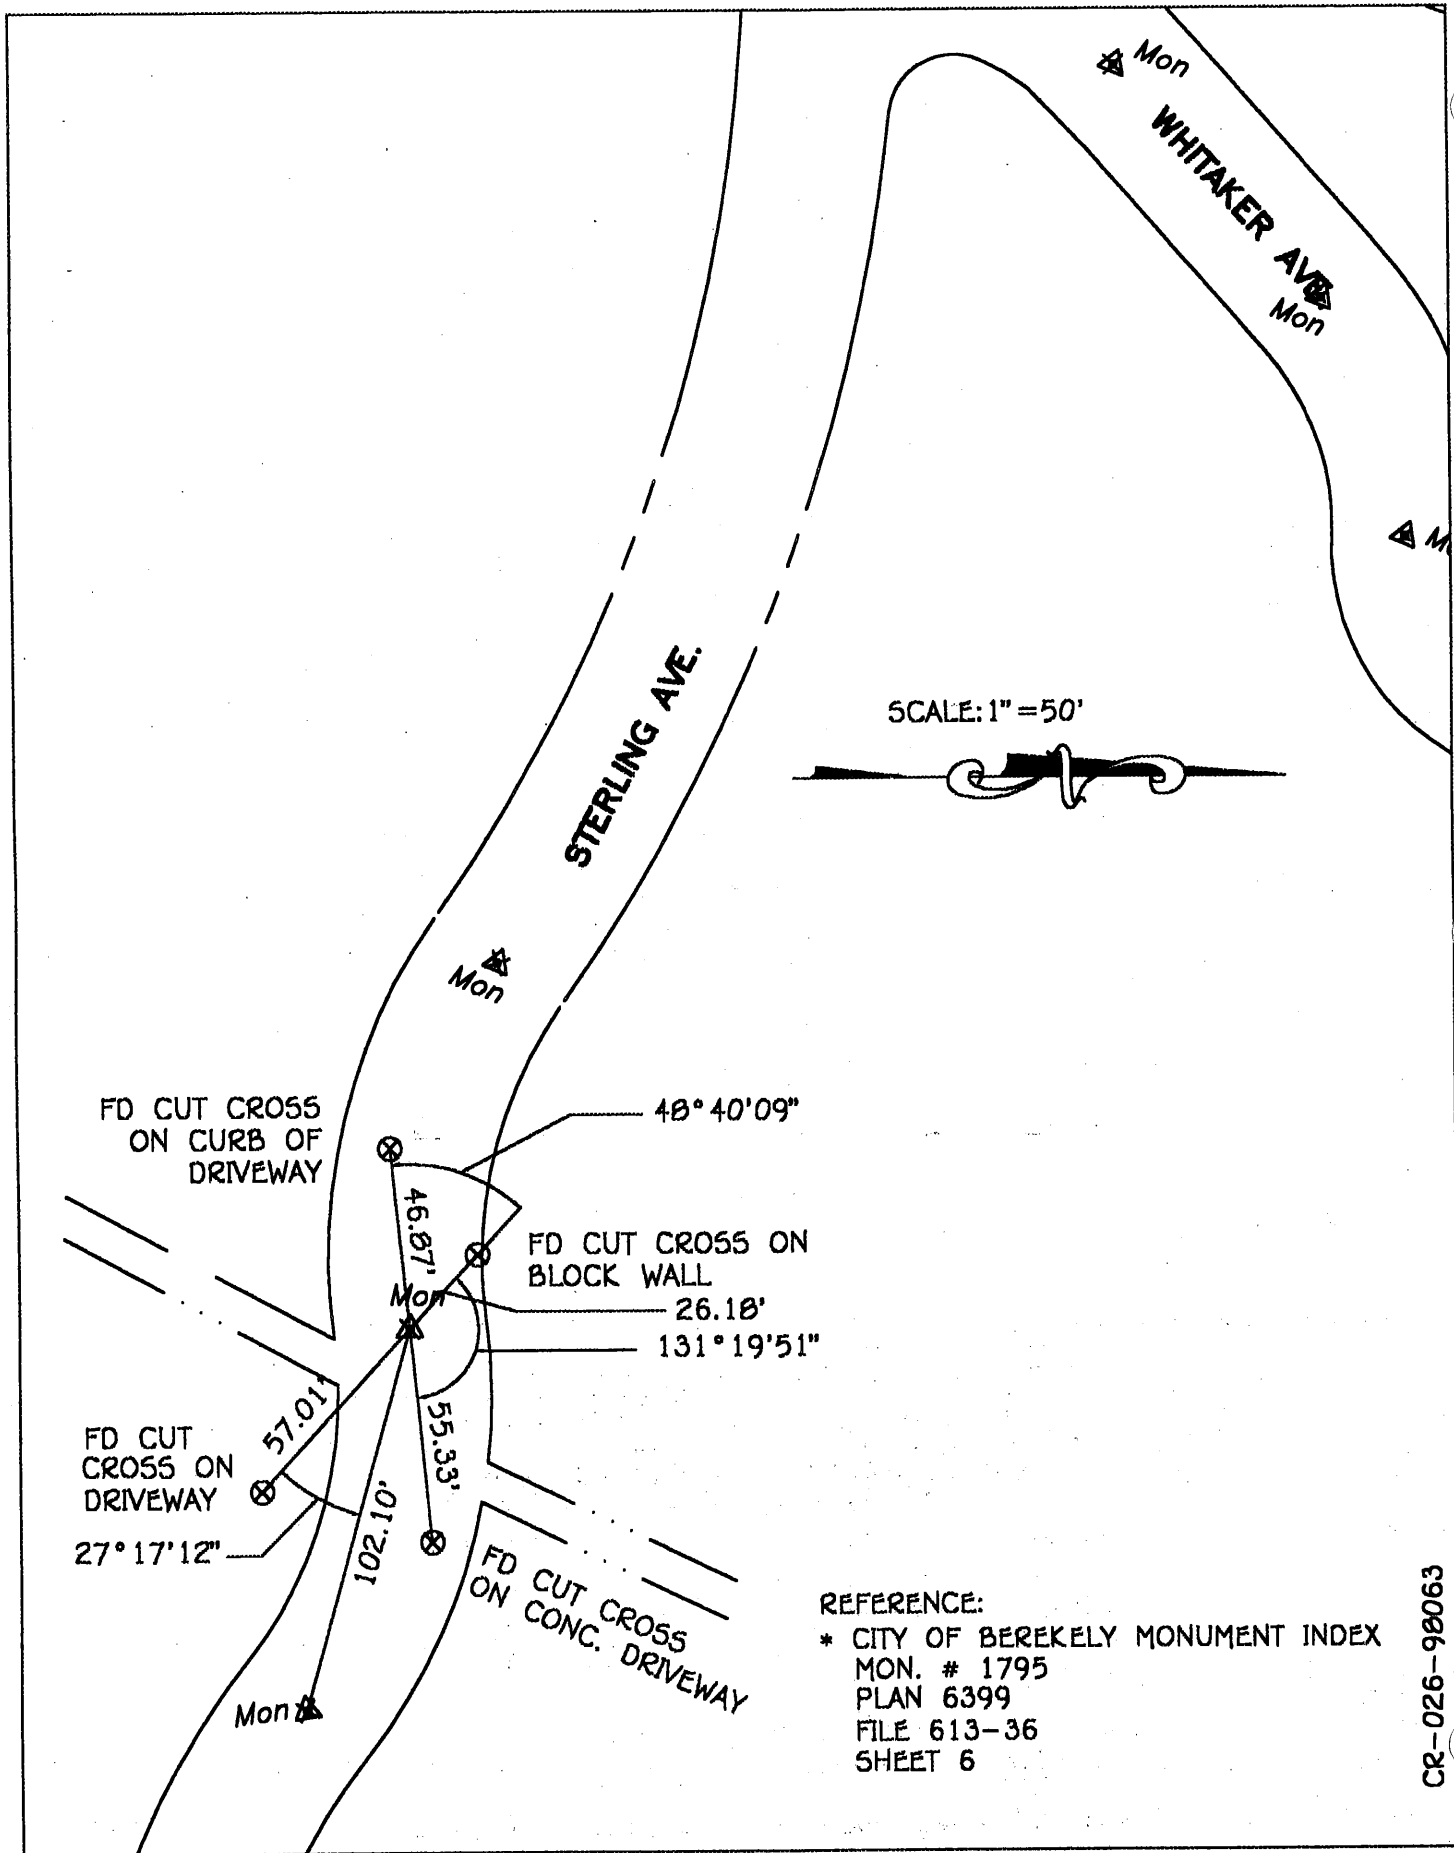 Mon
WHITAKER AVE
Mon
STERLING AVE.
SCALE: 1" = 50'
Mon
FD CUT CROSS
ON CURB OF
DRIVEWAY
48° 40'09"
46.87'
FD CUT CROSS ON
BLOCK WALL
Mon
26.18'
131° 19'51"
57.01'
55.33'
FD CUT
CROSS ON
DRIVEWAY
27° 17'12"
102.10'
FD CUT CROSS
ON CONC. DRIVEWAY
Mon
REFERENCE:
* CITY OF BEREKELY MONUMENT INDEX
MON. # 1795
PLAN 6399
FILE 613-36
SHEET 6
CR-026-98063